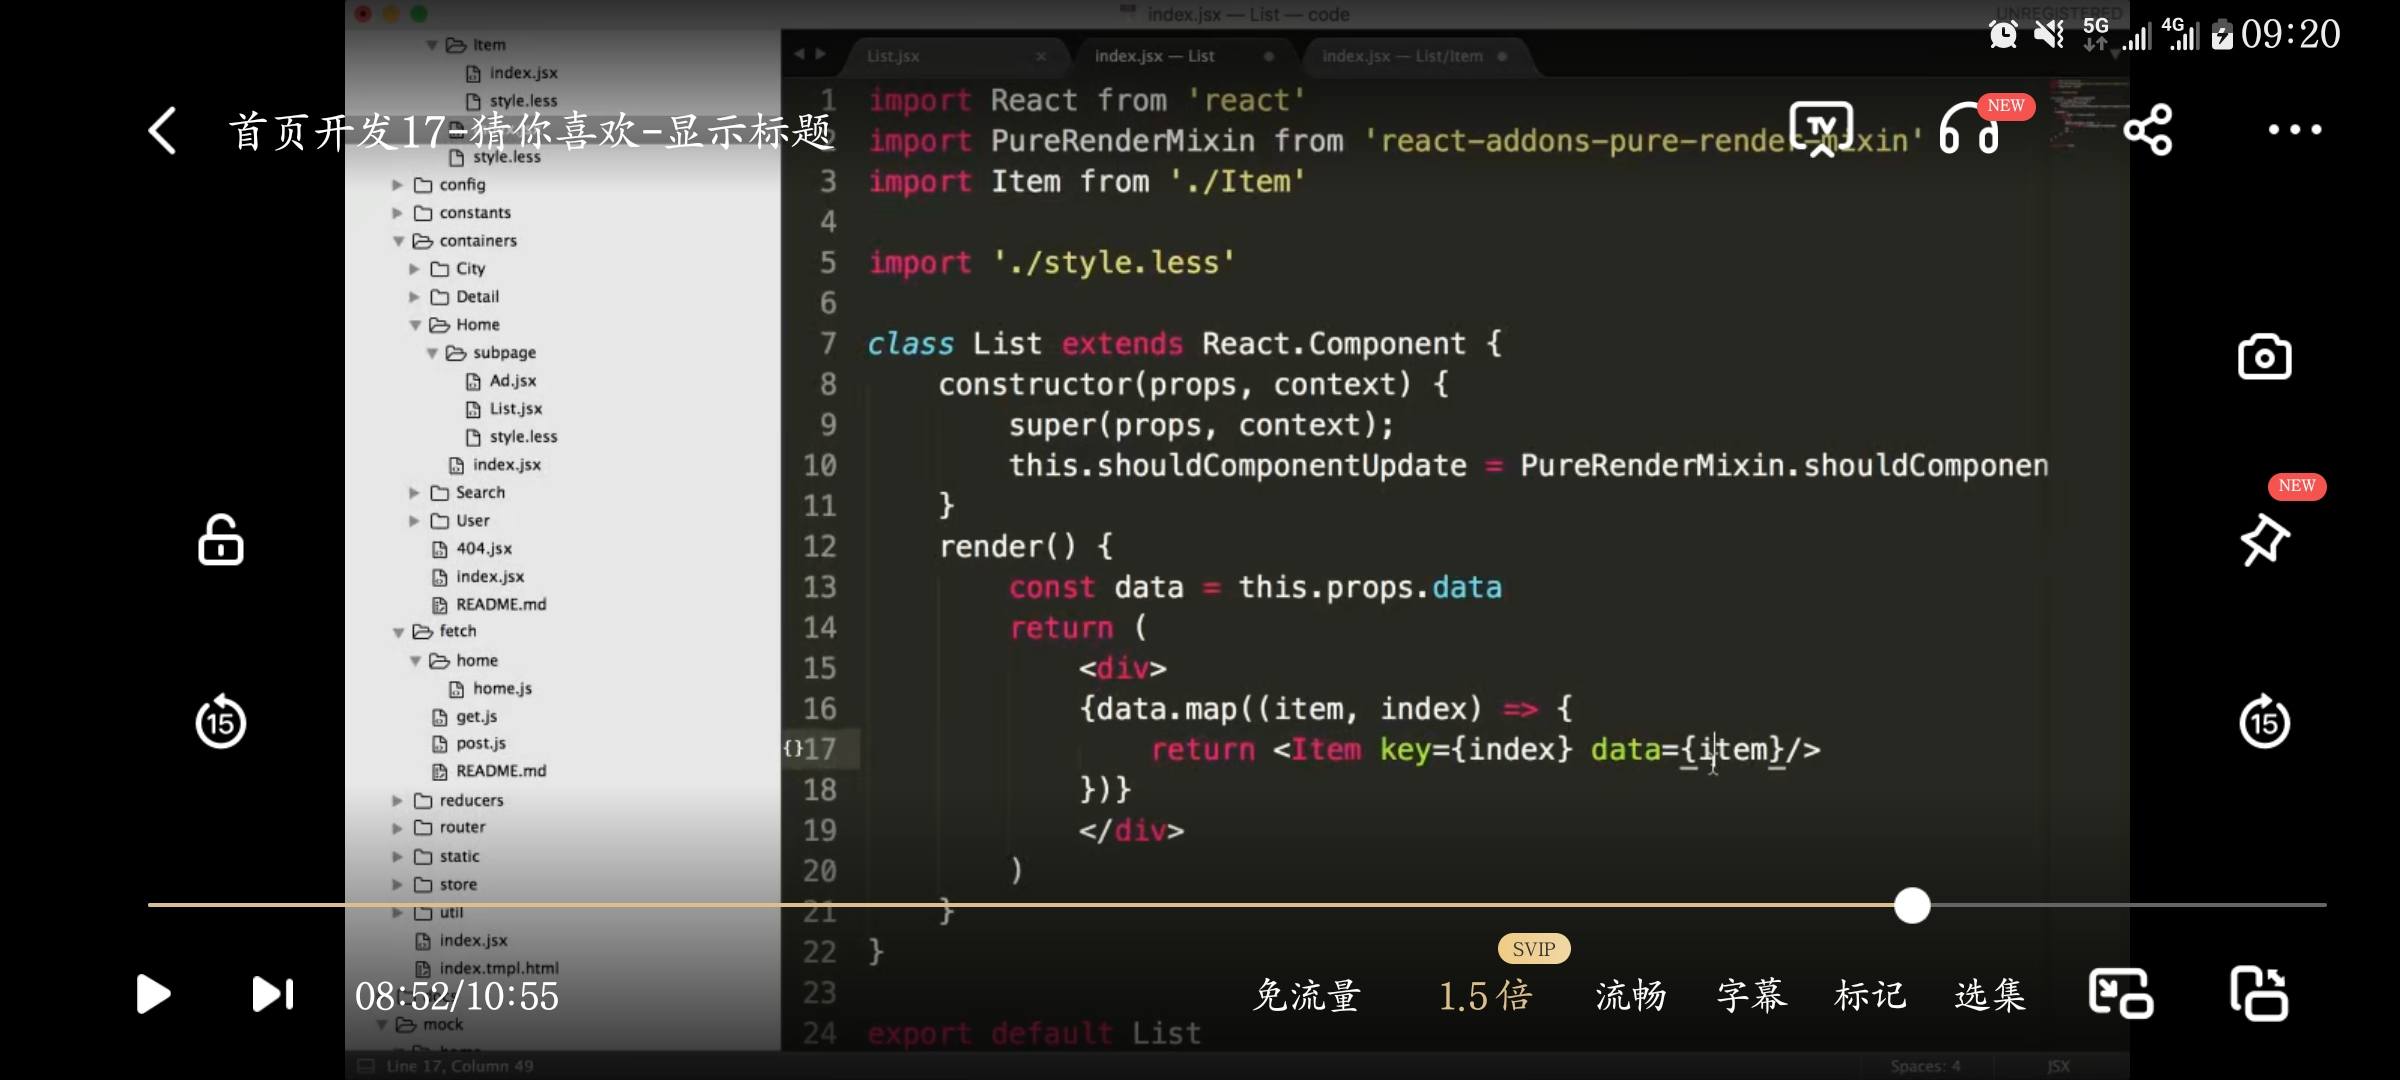 index.jsx — List — code
UNREGISTERED
5G 4G 09:20
首页开发17-猜你喜欢-显示标题
TV
NEW
Item
index.jsx
style.less
style.less
config
constants
containers
City
Detail
Home
subpage
Ad.jsx
List.jsx
style.less
index.jsx
Search
User
404.jsx
index.jsx
README.md
fetch
home
home.js
get.js
post.js
README.md
reducers
router
static
store
util
index.jsx
index.tmpl.html
mock
List.jsx
index.jsx — List
index.jsx — List/Item
1 import React from 'react'
2 import PureRenderMixin from 'react-addons-pure-render-mixin'
3 import Item from './Item'
4
5 import './style.less'
6
7 class List extends React.Component {
8 constructor(props, context) {
9 super(props, context);
10 this.shouldComponentUpdate = PureRenderMixin.shouldComponen
11 }
12 render() {
13 const data = this.props.data
14 return (
15 <div>
16 {data.map((item, index) => {
{}17 return <Item key={index} data={item}/>
18 })}
19 </div>
20 )
21 }
22 }
23
24 export default List
NEW
15
15
08:52/10:55
免流量
SVIP
1.5倍
流畅
字幕
标记
选集
Line 17, Column 49
Spaces: 4
JSX